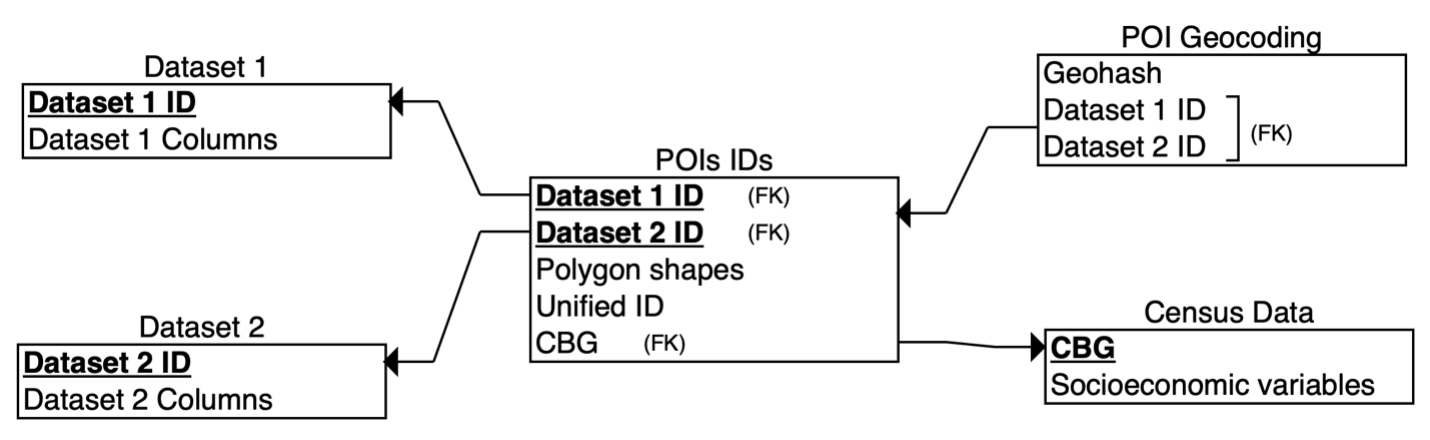 Dataset 1
Dataset 1 ID
Dataset 1 Columns
Dataset 2
Dataset 2 ID
Dataset 2 Columns
POIs IDs
Dataset 1 ID (FK)
Dataset 2 ID (FK)
Polygon shapes
Unified ID
CBG (FK)
POI Geocoding
Geohash
Dataset 1 ID
Dataset 2 ID
(FK)
Census Data
CBG
Socioeconomic variables